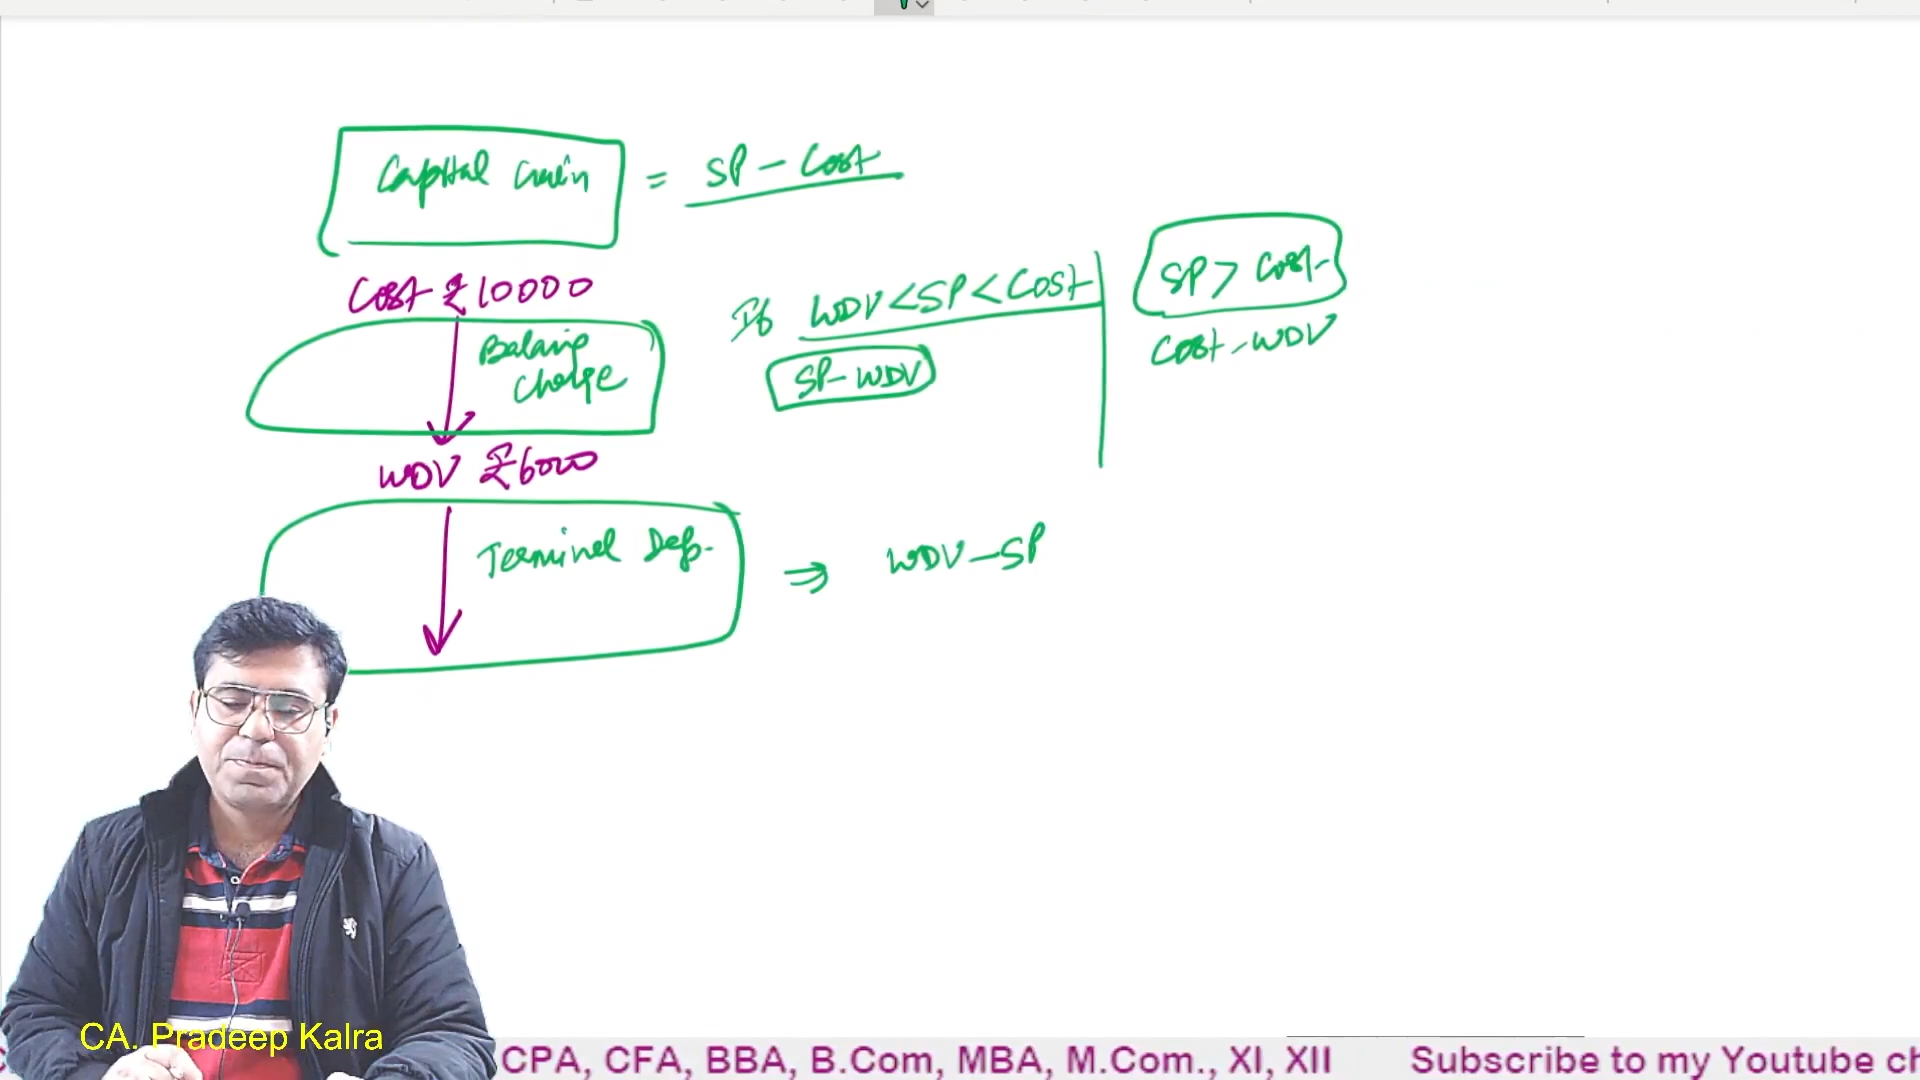 Capital Gain = SP - Cost
Cost ₹10000
If WDV < SP < Cost
SP > Cost
Balancing Charge
SP - WDV
Cost - WDV
WDV ₹6000
Terminal Dep. ⇒ WDV - SP
CA. Pradeep Kalra
CPA, CFA, BBA, B.Com, MBA, M.Com., XI, XII Subscribe to my Youtube ch